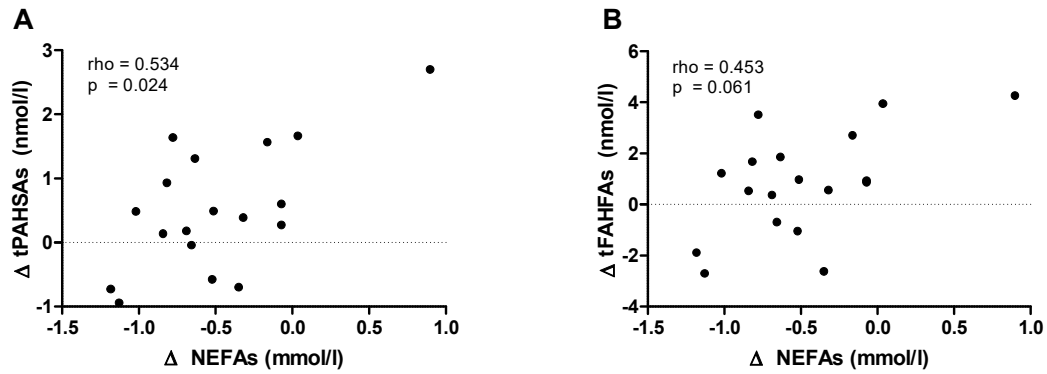 A
Δ tPAHSAs (nmol/l)
3
2
1
0
-1
rho = 0.534
p = 0.024
-1.5 -1.0 -0.5 0.0 0.5 1.0
Δ NEFAs (mmol/l)
B
Δ tFAHFAs (nmol/l)
6
4
2
0
-2
-4
rho = 0.453
p = 0.061
-1.5 -1.0 -0.5 0.0 0.5 1.0
Δ NEFAs (mmol/l)